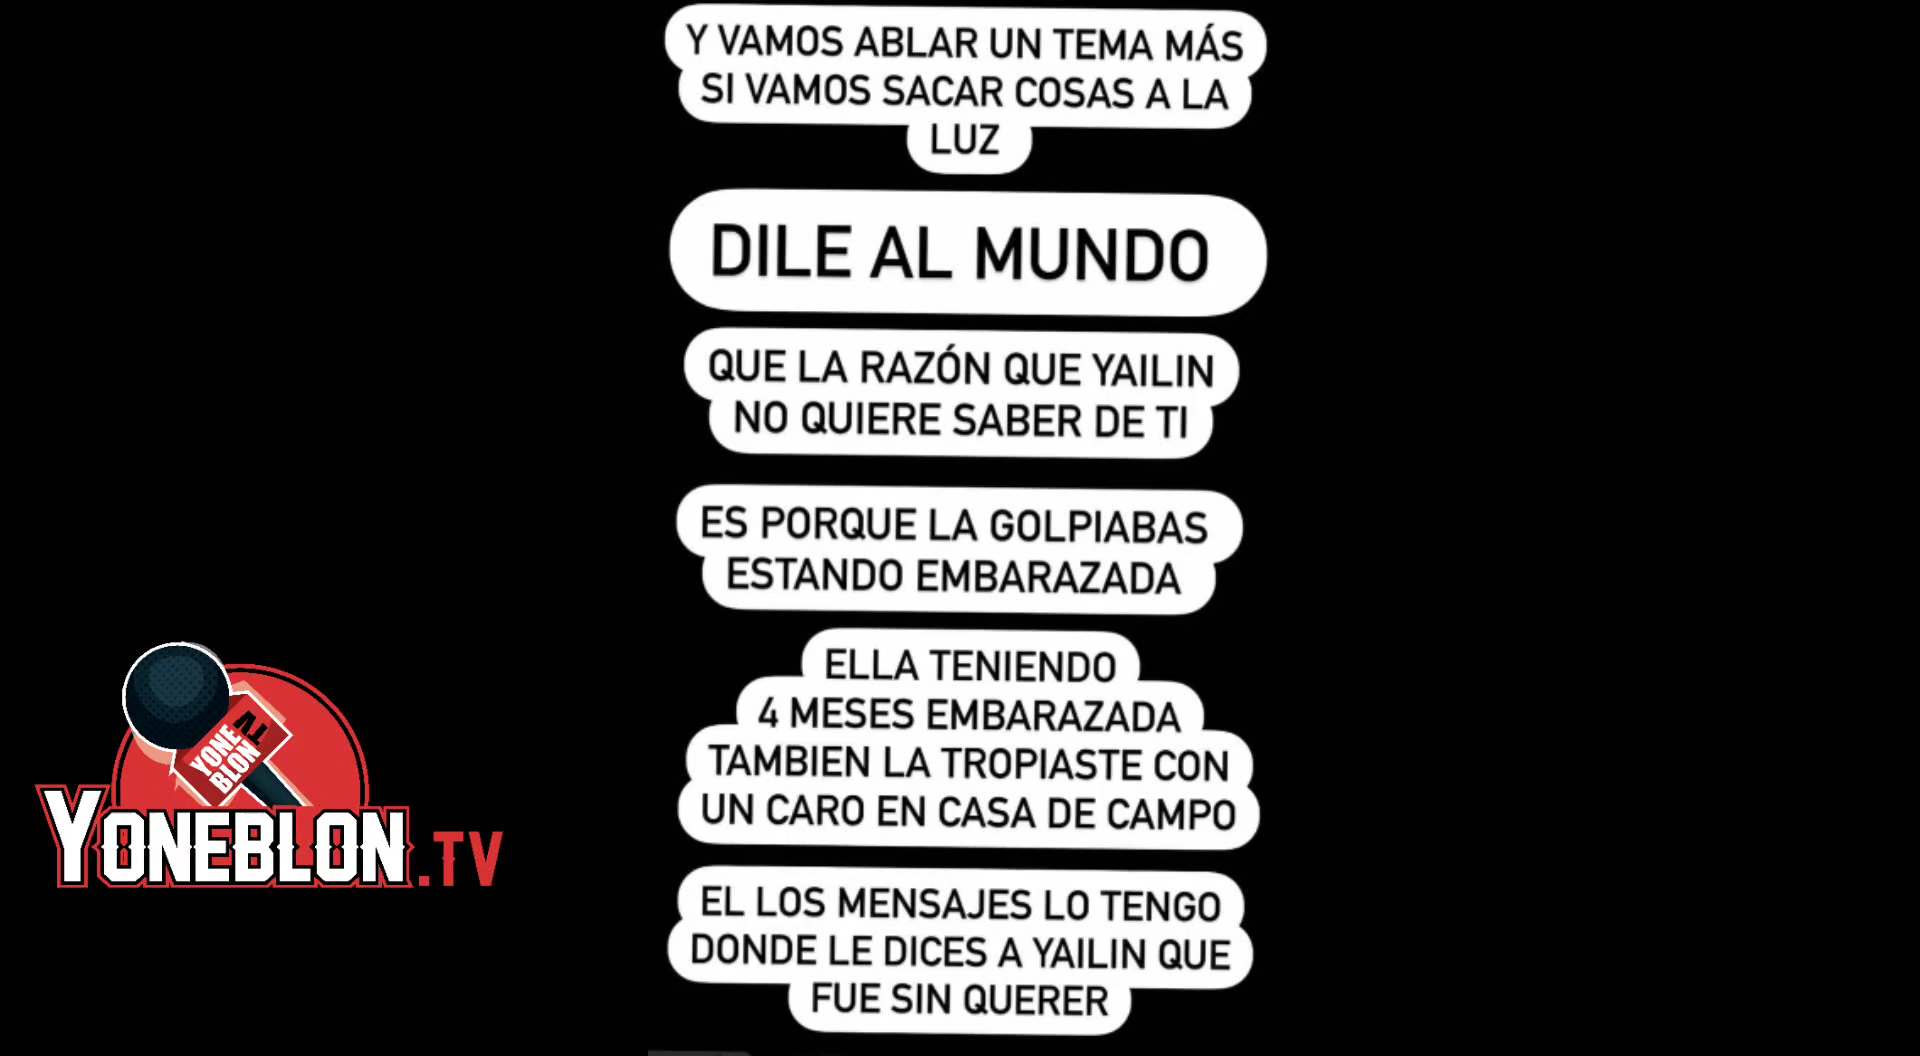 Y VAMOS ABLAR UN TEMA MÁS
SI VAMOS SACAR COSAS A LA
LUZ
DILE AL MUNDO
QUE LA RAZÓN QUE YAILIN
NO QUIERE SABER DE TI
ES PORQUE LA GOLPIABAS
ESTANDO EMBARAZADA
ELLA TENIENDO
4 MESES EMBARAZADA
TAMBIEN LA TROPIASTE CON
UN CARO EN CASA DE CAMPO
EL LOS MENSAJES LO TENGO
DONDE LE DICES A YAILIN QUE
FUE SIN QUERER
YONE
BLON
TV
YONEBLON.TV